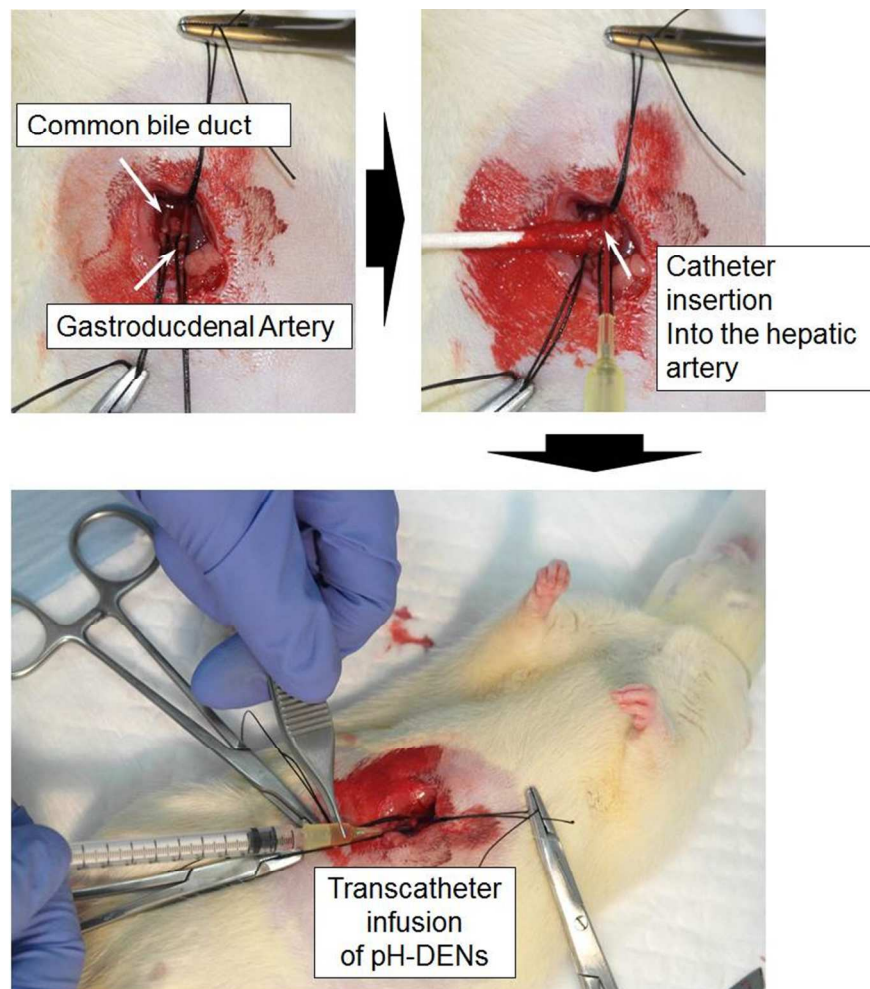 Common bile duct
Gastroducdenal Artery
Catheter
insertion
Into the hepatic
artery
Transcatheter
infusion
of pH-DENs